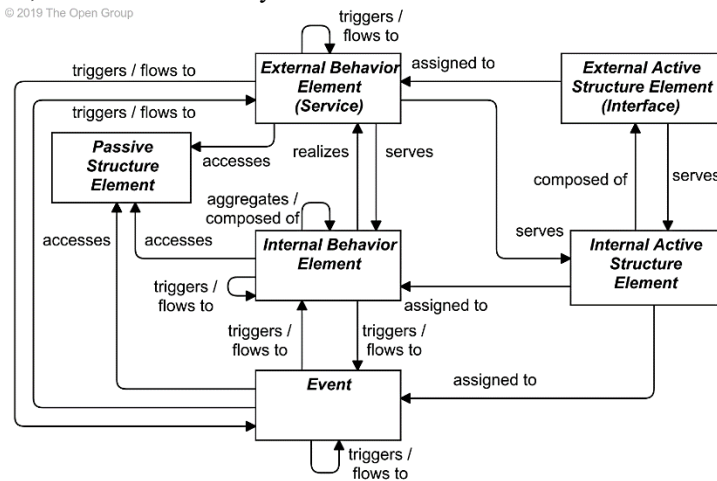 © 2019 The Open Group
triggers /
flows to
triggers / flows to
External Behavior
Element
(Service)
assigned to
External Active
Structure Element
(Interface)
triggers / flows to
Passive
Structure
Element
accesses
realizes
serves
composed of
serves
aggregates /
composed of
accesses
accesses
Internal Behavior
Element
serves
Internal Active
Structure
Element
triggers /
flows to
assigned to
triggers /
flows to
triggers /
flows to
Event
assigned to
triggers /
flows to